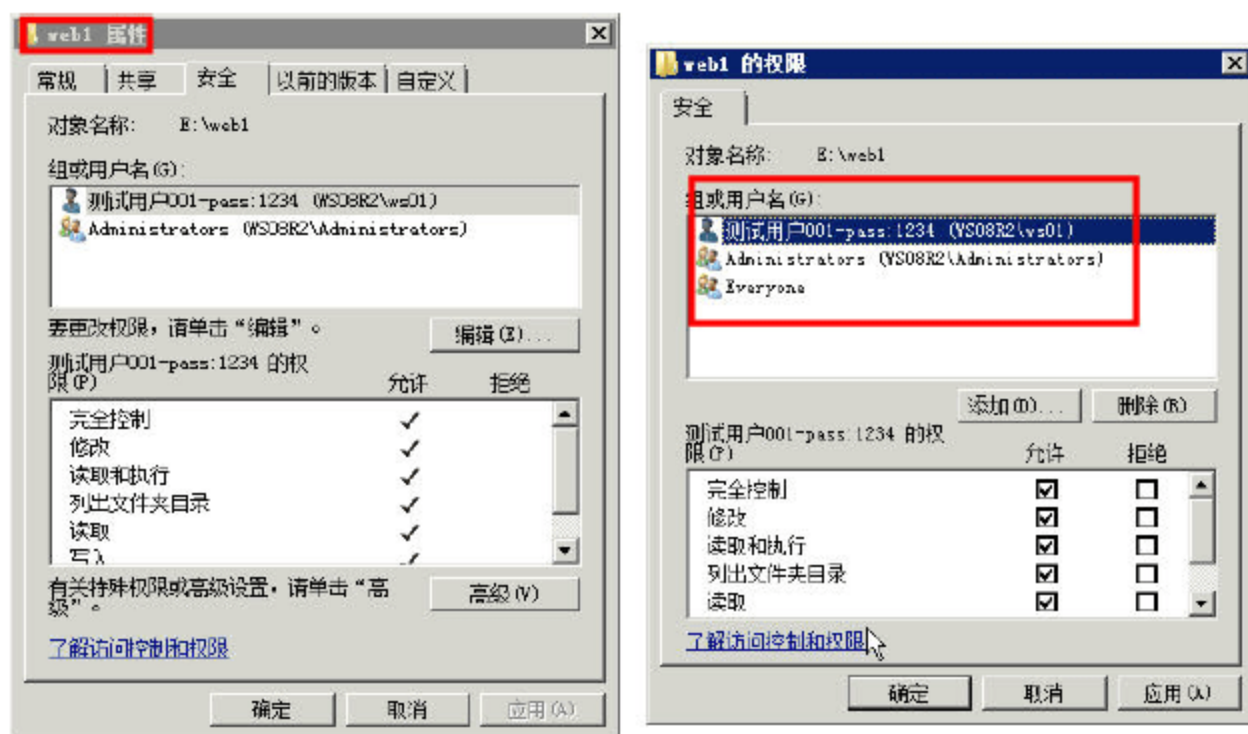 web1 属性
常规 共享 安全 以前的版本 自定义
对象名称: E:\web1
组或用户名(G):
测试用户001-pass:1234 (WS08R2\ws01)
Administrators (WS08R2\Administrators)
要更改权限，请单击“编辑”。
编辑(E)...
测试用户001-pass:1234 的权
限(P) 允许 拒绝
完全控制
修改
读取和执行
列出文件夹目录
读取
写入
有关特殊权限或高级设置，请单击“高
级”。
高级(V)
了解访问控制和权限
确定 取消 应用(A)
web1 的权限
安全
对象名称: E:\web1
组或用户名(G):
测试用户001-pass:1234 (WS08R2\ws01)
Administrators (WS08R2\Administrators)
Everyone
添加(D)... 删除(R)
测试用户001-pass:1234 的权
限(P) 允许 拒绝
完全控制
修改
读取和执行
列出文件夹目录
读取
了解访问控制和权限
确定 取消 应用(A)